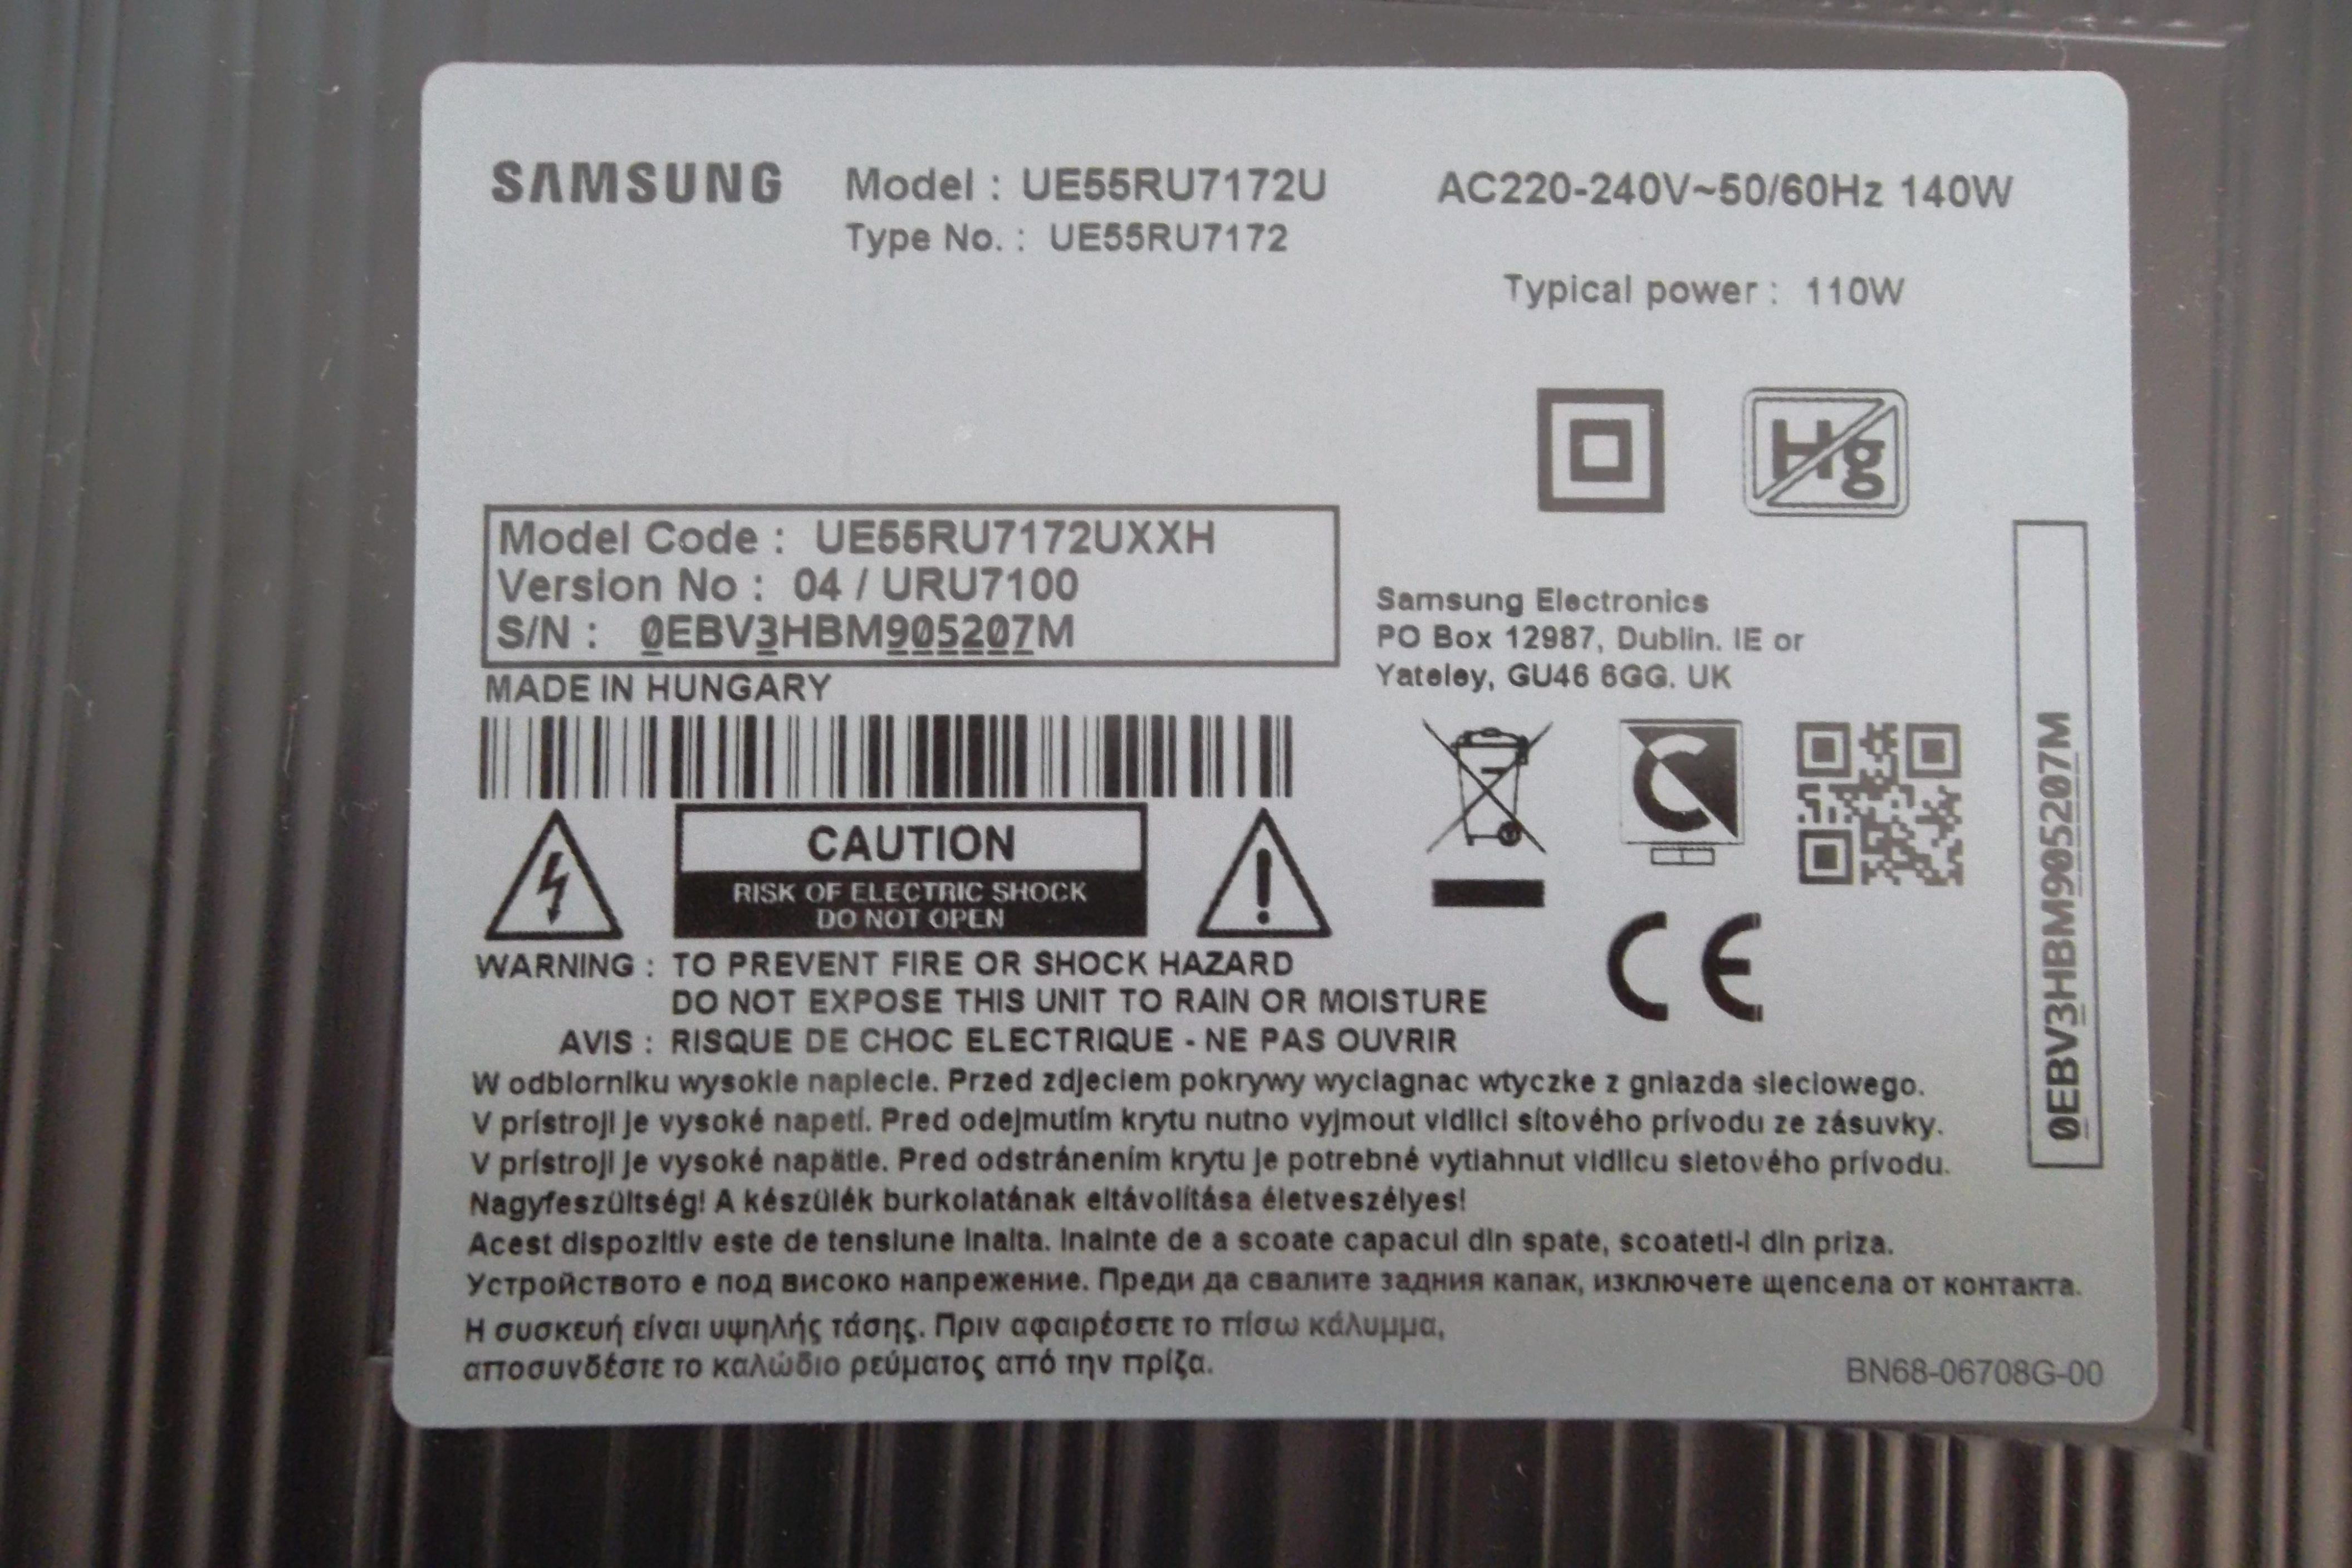 SAMSUNG Model : UE55RU7172U AC220-240V~50/60Hz 140W
Type No. : UE55RU7172
Typical power : 110W
Hg
Model Code : UE55RU7172UXXH
Version No : 04 / URU7100
S/N : 0EBV3HBM905207M
MADE IN HUNGARY
Samsung Electronics
PO Box 12987, Dublin. IE or
Yateley, GU46 6GG. UK
CAUTION
RISK OF ELECTRIC SHOCK
DO NOT OPEN
CE
WARNING : TO PREVENT FIRE OR SHOCK HAZARD
DO NOT EXPOSE THIS UNIT TO RAIN OR MOISTURE
AVIS : RISQUE DE CHOC ELECTRIQUE - NE PAS OUVRIR
W odbiorniku wysokie napiecie. Przed zdjeciem pokrywy wyciagnac wtyczke z gniazda sieciowego.
V prístroji je vysoké napetí. Pred odejmutím krytu nutno vyjmout vidlici sítového prívodu ze zásuvky.
V prístroji je vysoké napätie. Pred odstránením krytu je potrebné vytiahnut vidlicu sietového prívodu.
Nagyfeszültség! A készülék burkolatának eltávolítása életveszélyes!
Acest dispozitiv este de tensiune inalta. Inainte de a scoate capacul din spate, scoateti-l din priza.
Устройството е под високо напрежение. Преди да свалите задния капак, изключете щепсела от контакта.
Η συσκευή είναι υψηλής τάσης. Πριν αφαιρέσετε το πίσω κάλυμμα,
αποσυνδέστε το καλώδιο ρεύματος από την πρίζα.
BN68-06708G-00
0EBV3HBM905207M